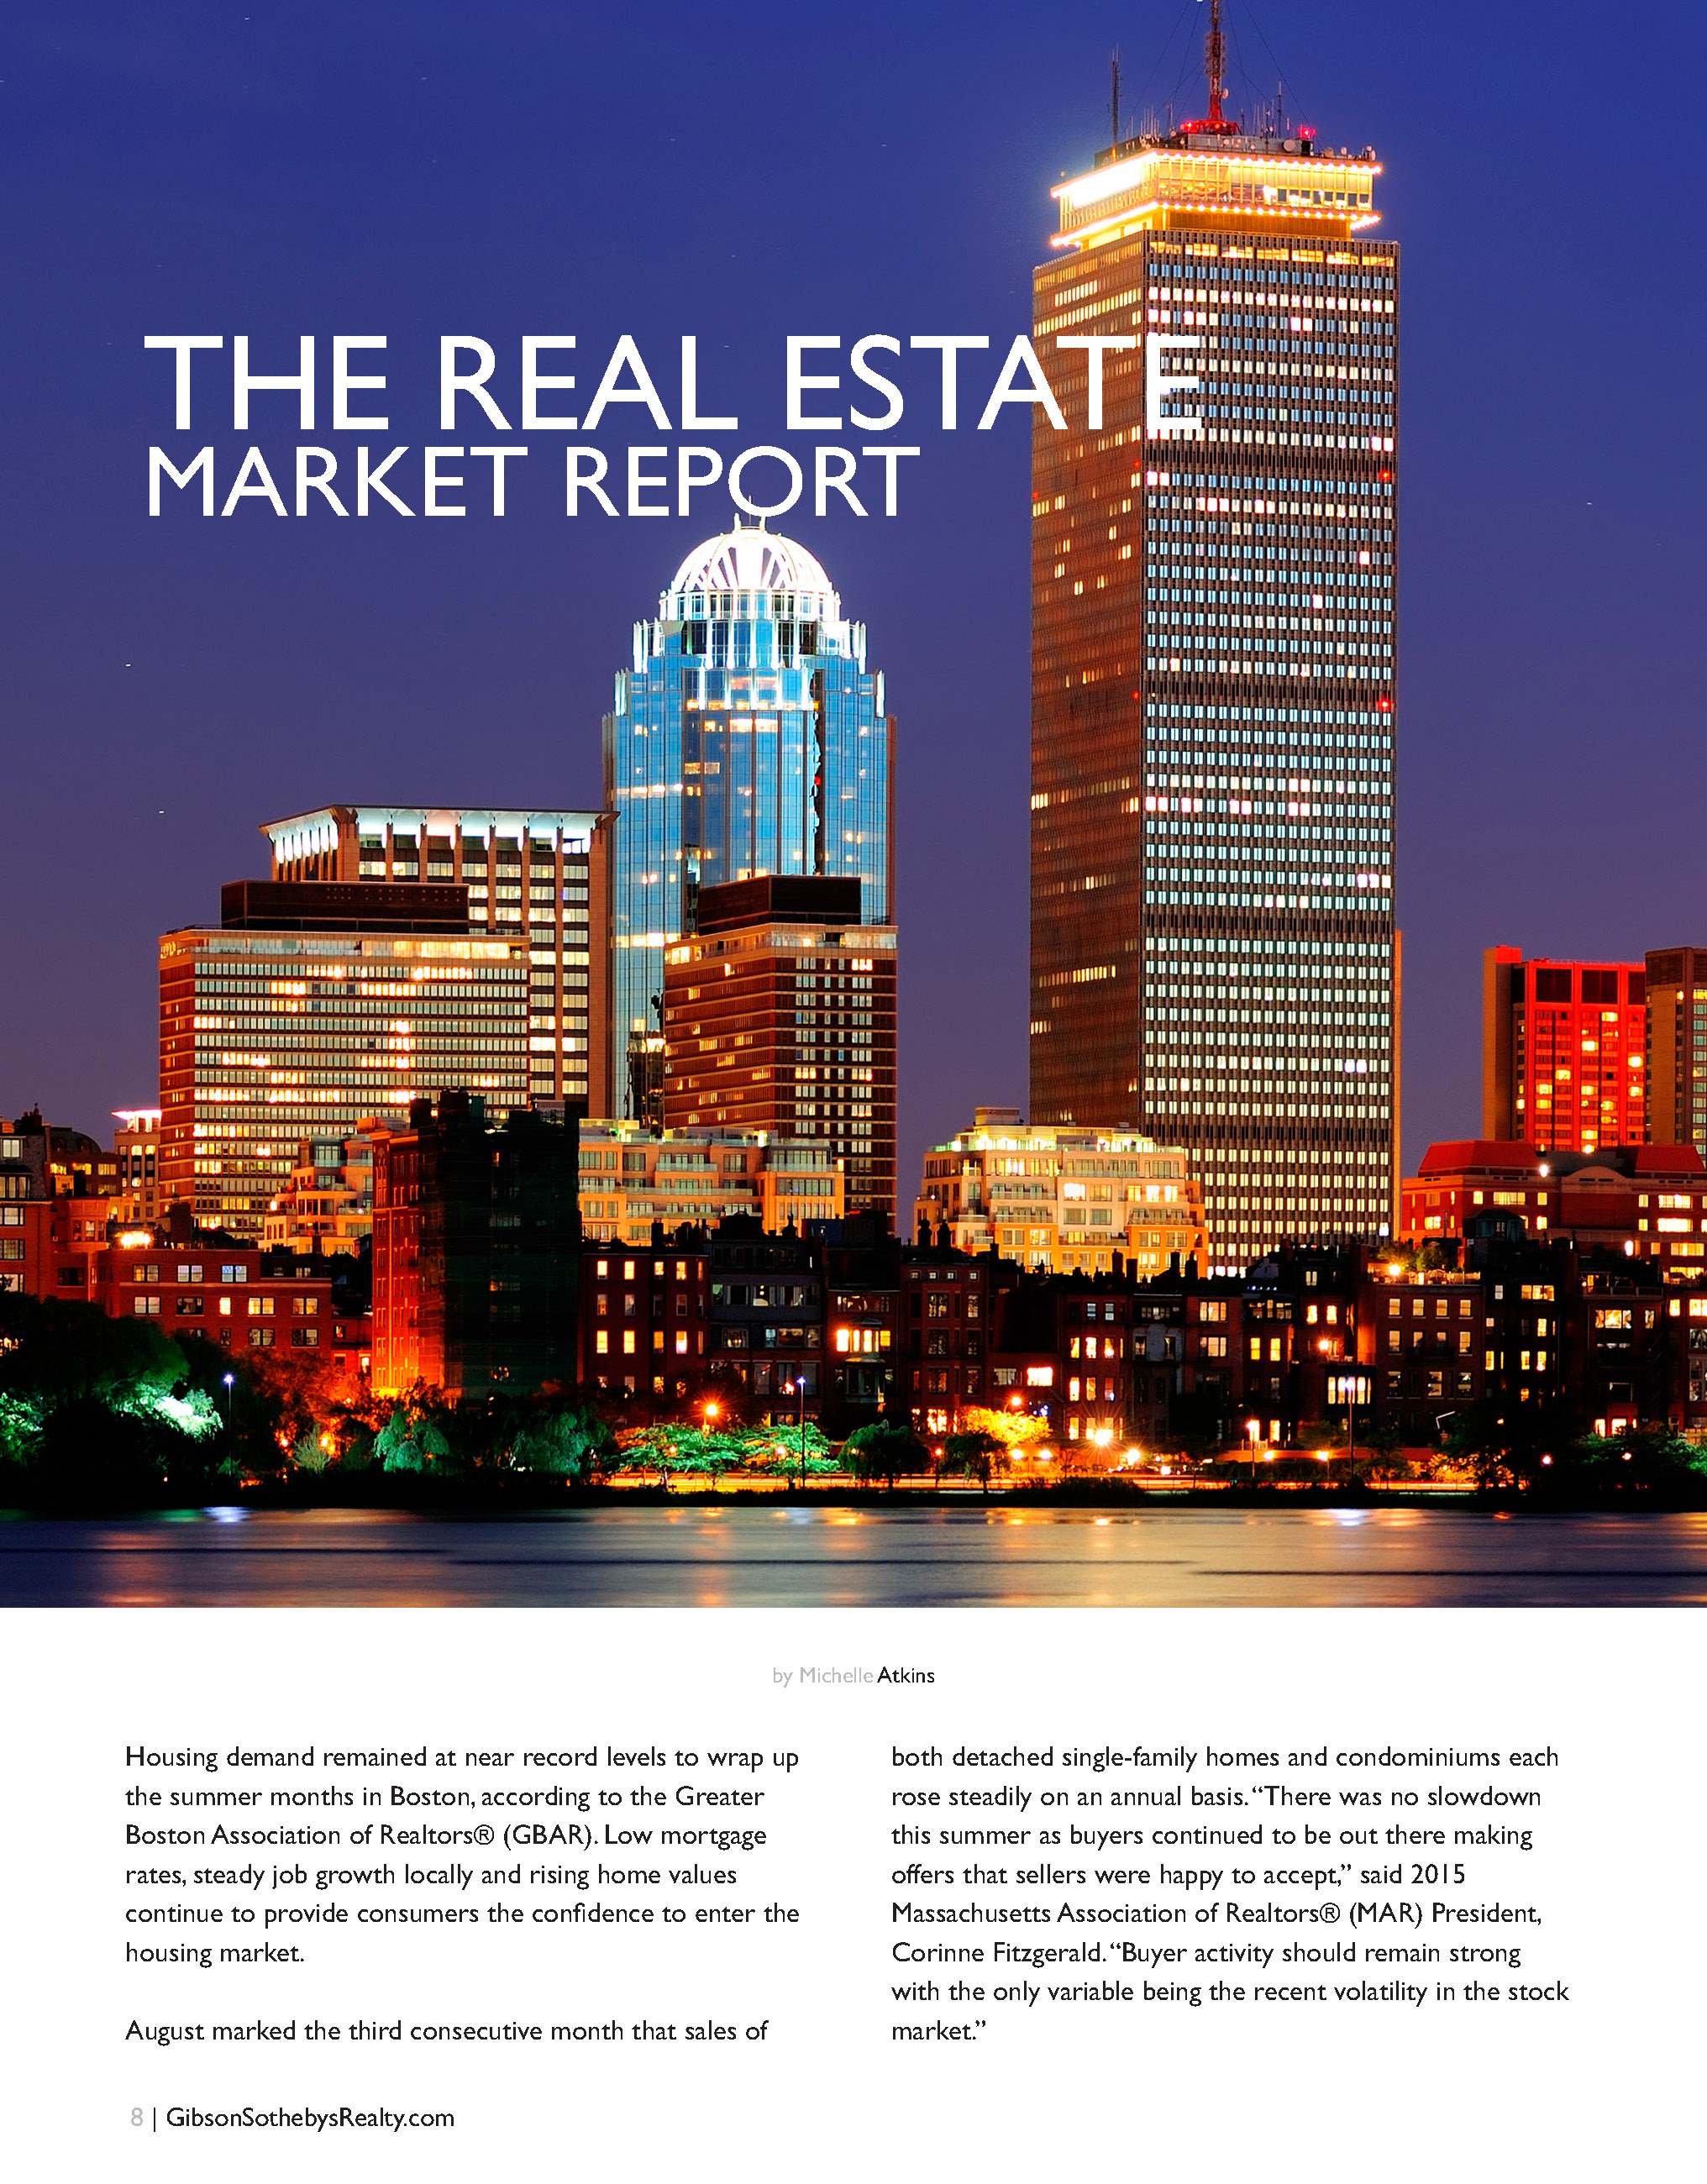 THE REAL ESTATE
MARKET REPORT
by Michelle Atkins
Housing demand remained at near record levels to wrap up
the summer months in Boston, according to the Greater
Boston Association of Realtors® (GBAR). Low mortgage
rates, steady job growth locally and rising home values
continue to provide consumers the confidence to enter the
housing market.
August marked the third consecutive month that sales of
both detached single-family homes and condominiums each
rose steadily on an annual basis. “There was no slowdown
this summer as buyers continued to be out there making
offers that sellers were happy to accept,” said 2015
Massachusetts Association of Realtors® (MAR) President,
Corinne Fitzgerald. “Buyer activity should remain strong
with the only variable being the recent volatility in the stock
market.”
8 | GibsonSothebysRealty.com